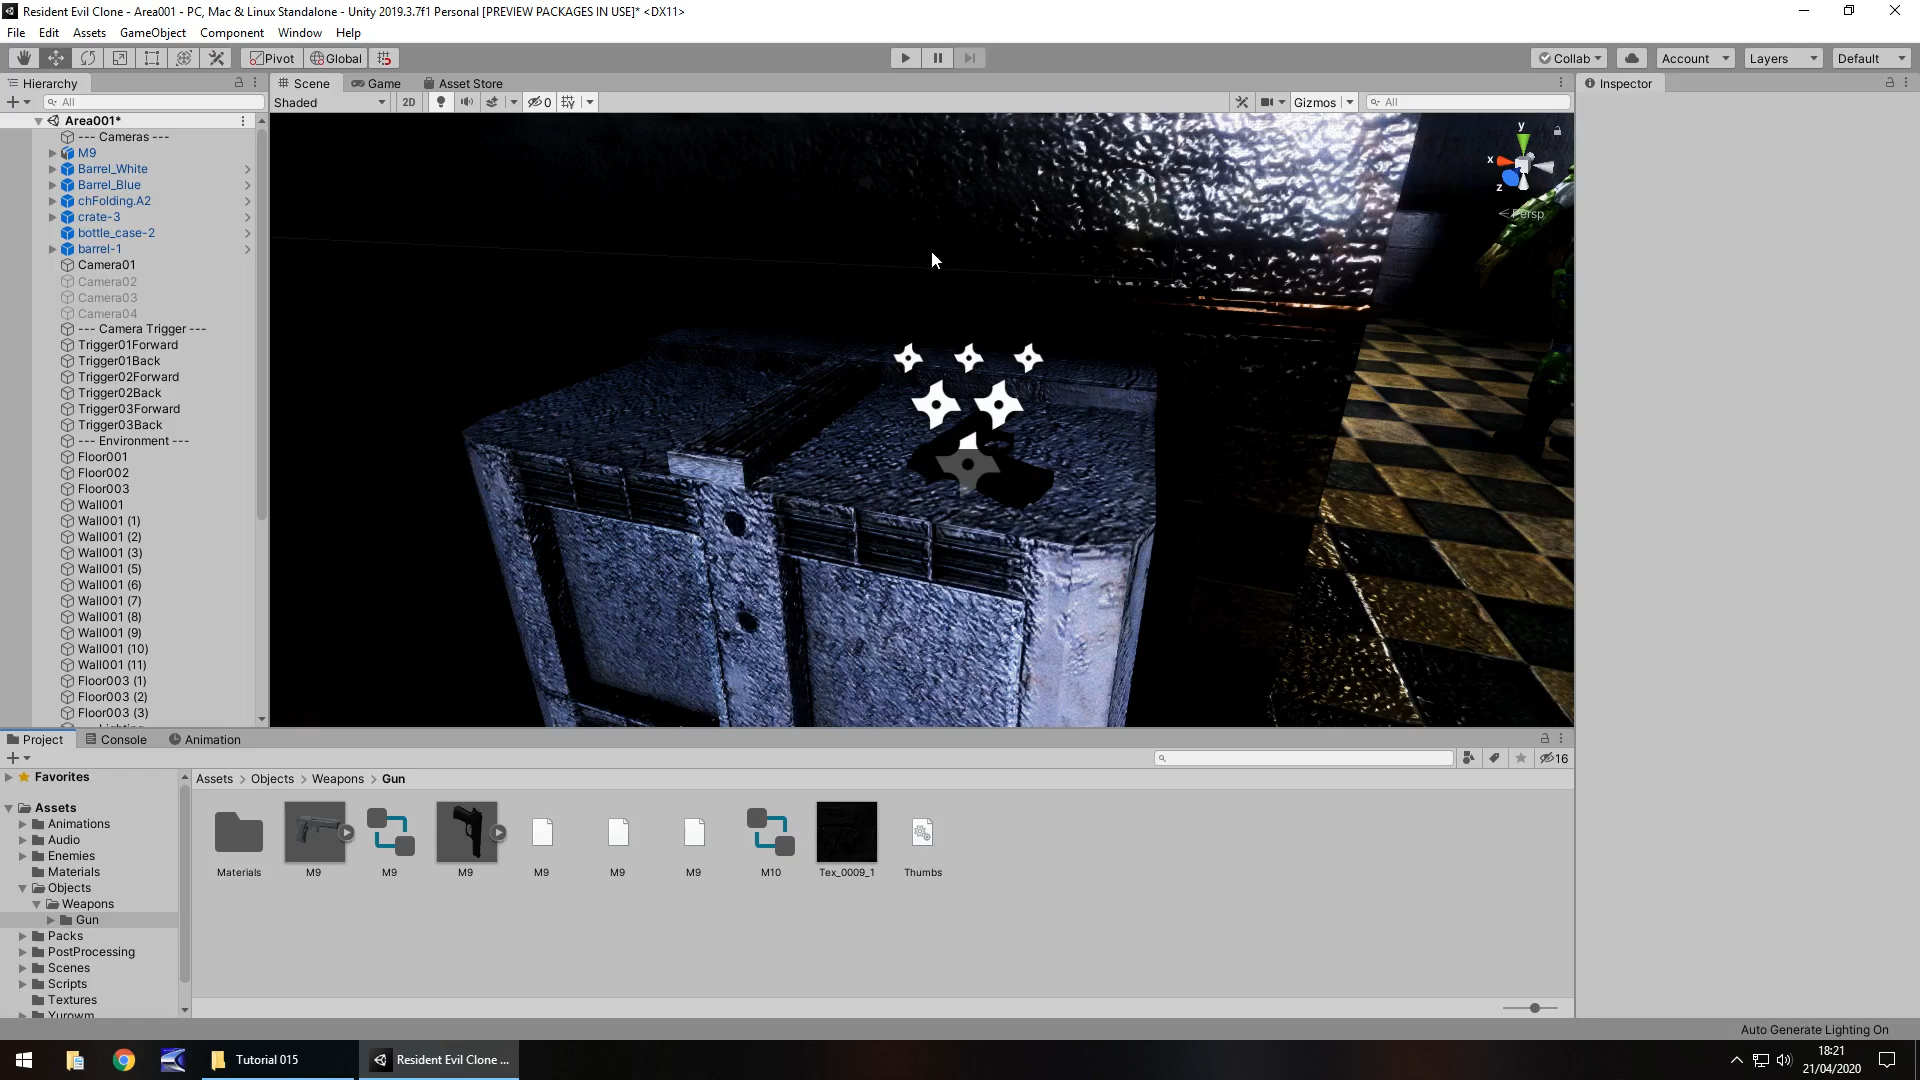 Resident Evil Clone - Area001 - PC, Mac & Linux Standalone - Unity 2019.3.7f1 Personal [PREVIEW PACKAGES IN USE]* <DX11>
File Edit Assets GameObject Component Window Help
Pivot Global Collab Account Layers Default
Hierarchy
All
Area001*
--- Cameras ---
M9
Barrel_White
Barrel_Blue
chFolding.A2
crate-3
bottle_case-2
barrel-1
Camera01
Camera02
Camera03
Camera04
--- Camera Trigger ---
Trigger01Forward
Trigger01Back
Trigger02Forward
Trigger02Back
Trigger03Forward
Trigger03Back
--- Environment ---
Floor001
Floor002
Floor003
Wall001
Wall001 (1)
Wall001 (2)
Wall001 (3)
Wall001 (5)
Wall001 (6)
Wall001 (7)
Wall001 (8)
Wall001 (9)
Wall001 (10)
Wall001 (11)
Floor003 (1)
Floor003 (2)
Floor003 (3)
Scene Game Asset Store
Shaded 2D 0 Gizmos All
y
x
z
< Persp
Inspector
Project Console Animation
16
Favorites
Assets
Animations
Audio
Enemies
Materials
Objects
Weapons
Gun
Packs
PostProcessing
Scenes
Scripts
Textures
Yurowm
Assets > Objects > Weapons > Gun
Materials M9 M9 M9 M9 M9 M9 M10 Tex_0009_1 Thumbs
Auto Generate Lighting On
Tutorial 015
Resident Evil Clone ...
18:21
21/04/2020